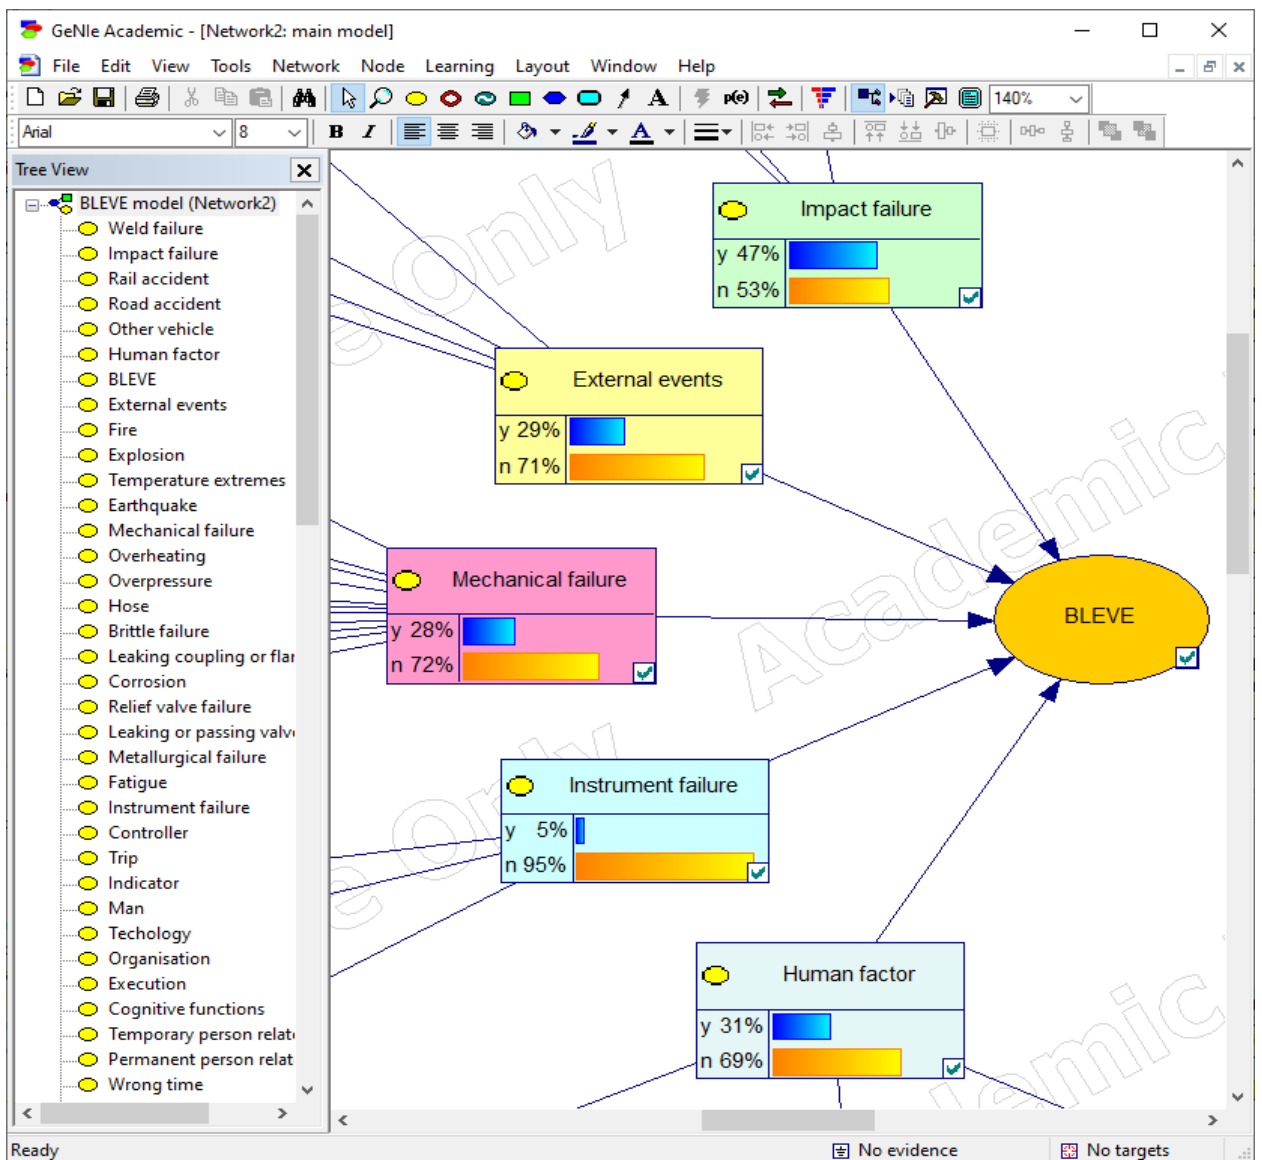 GeNIe Academic - [Network2: main model]
File Edit View Tools Network Node Learning Layout Window Help
A p(e) 140%
Arial 8 B I A
Tree View
BLEVE model (Network2)
Weld failure
Impact failure
Rail accident
Road accident
Other vehicle
Human factor
BLEVE
External events
Fire
Explosion
Temperature extremes
Earthquake
Mechanical failure
Overheating
Overpressure
Hose
Brittle failure
Leaking coupling or flan
Corrosion
Relief valve failure
Leaking or passing valv
Metallurgical failure
Fatigue
Instrument failure
Controller
Trip
Indicator
Man
Techology
Organisation
Execution
Cognitive functions
Temporary person relat
Permanent person relat
Wrong time
Impact failure
y 47%
n 53%
External events
y 29%
n 71%
Mechanical failure
y 28%
n 72%
BLEVE
Instrument failure
y 5%
n 95%
Human factor
y 31%
n 69%
e Only
Academic
e Only
Academic
Ready No evidence No targets